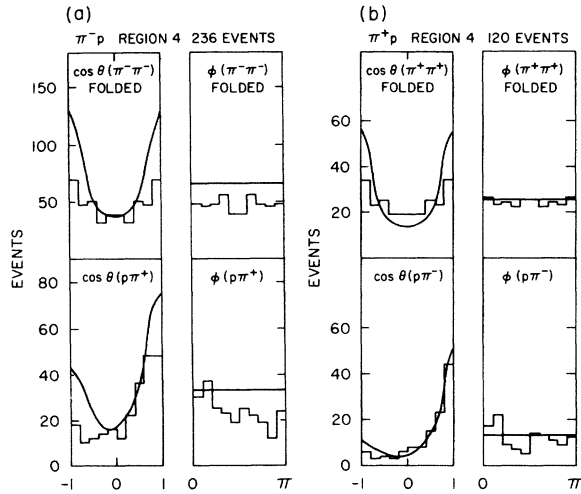 (a)
π⁻p REGION 4 236 EVENTS
cos θ (π⁻π⁻)
FOLDED
φ (π⁻π⁻)
FOLDED
150
100
50
cos θ (pπ⁺)
φ (pπ⁺)
80
60
40
20
0
EVENTS
-1 0 1
0 π
(b)
π⁺p REGION 4 120 EVENTS
cos θ (π⁺π⁺)
FOLDED
φ (π⁺π⁺)
FOLDED
60
40
20
cos θ (pπ⁻)
φ (pπ⁻)
80
60
40
20
0
EVENTS
-1 0 1
0 π